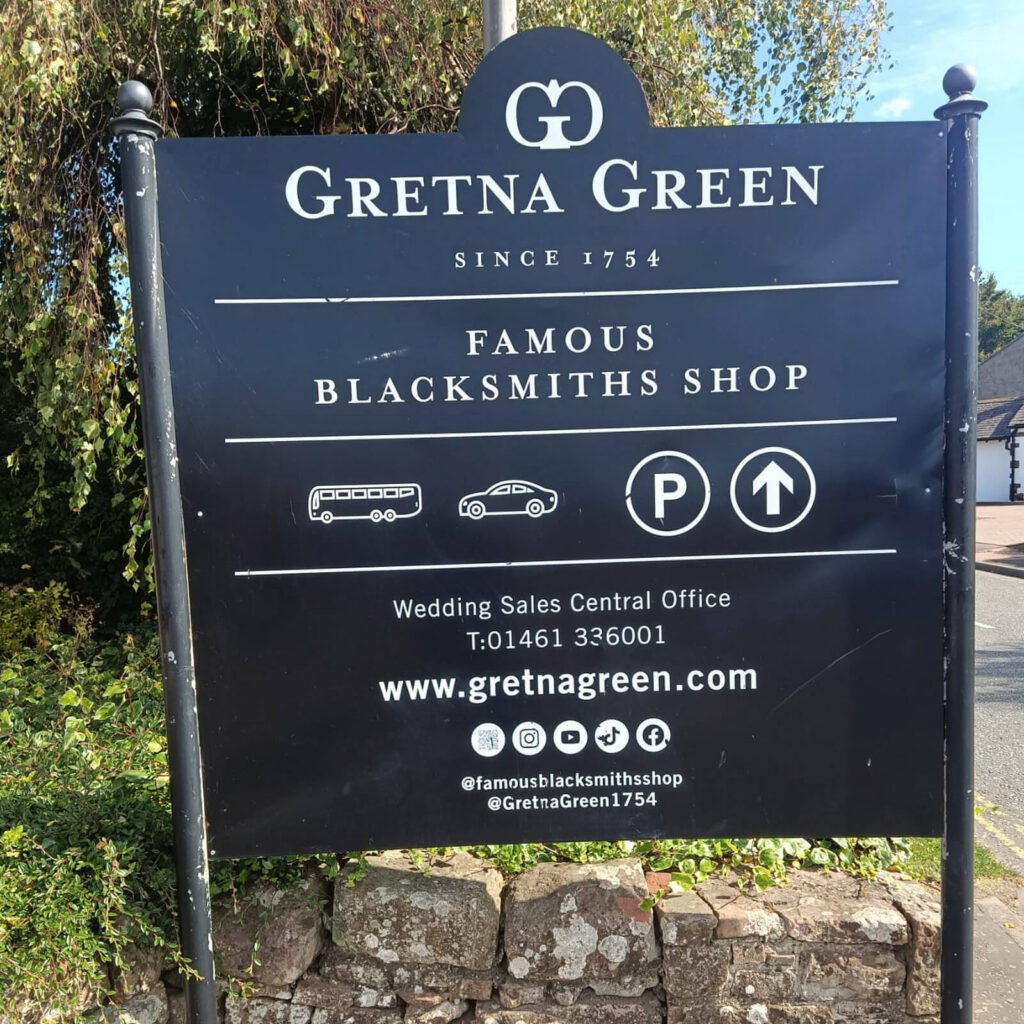 GG
GRETNA GREEN
SINCE 1754
FAMOUS
BLACKSMITHS SHOP
P
Wedding Sales Central Office
T:01461 336001
www.gretnagreen.com
@famousblacksmithsshop
@GretnaGreen1754